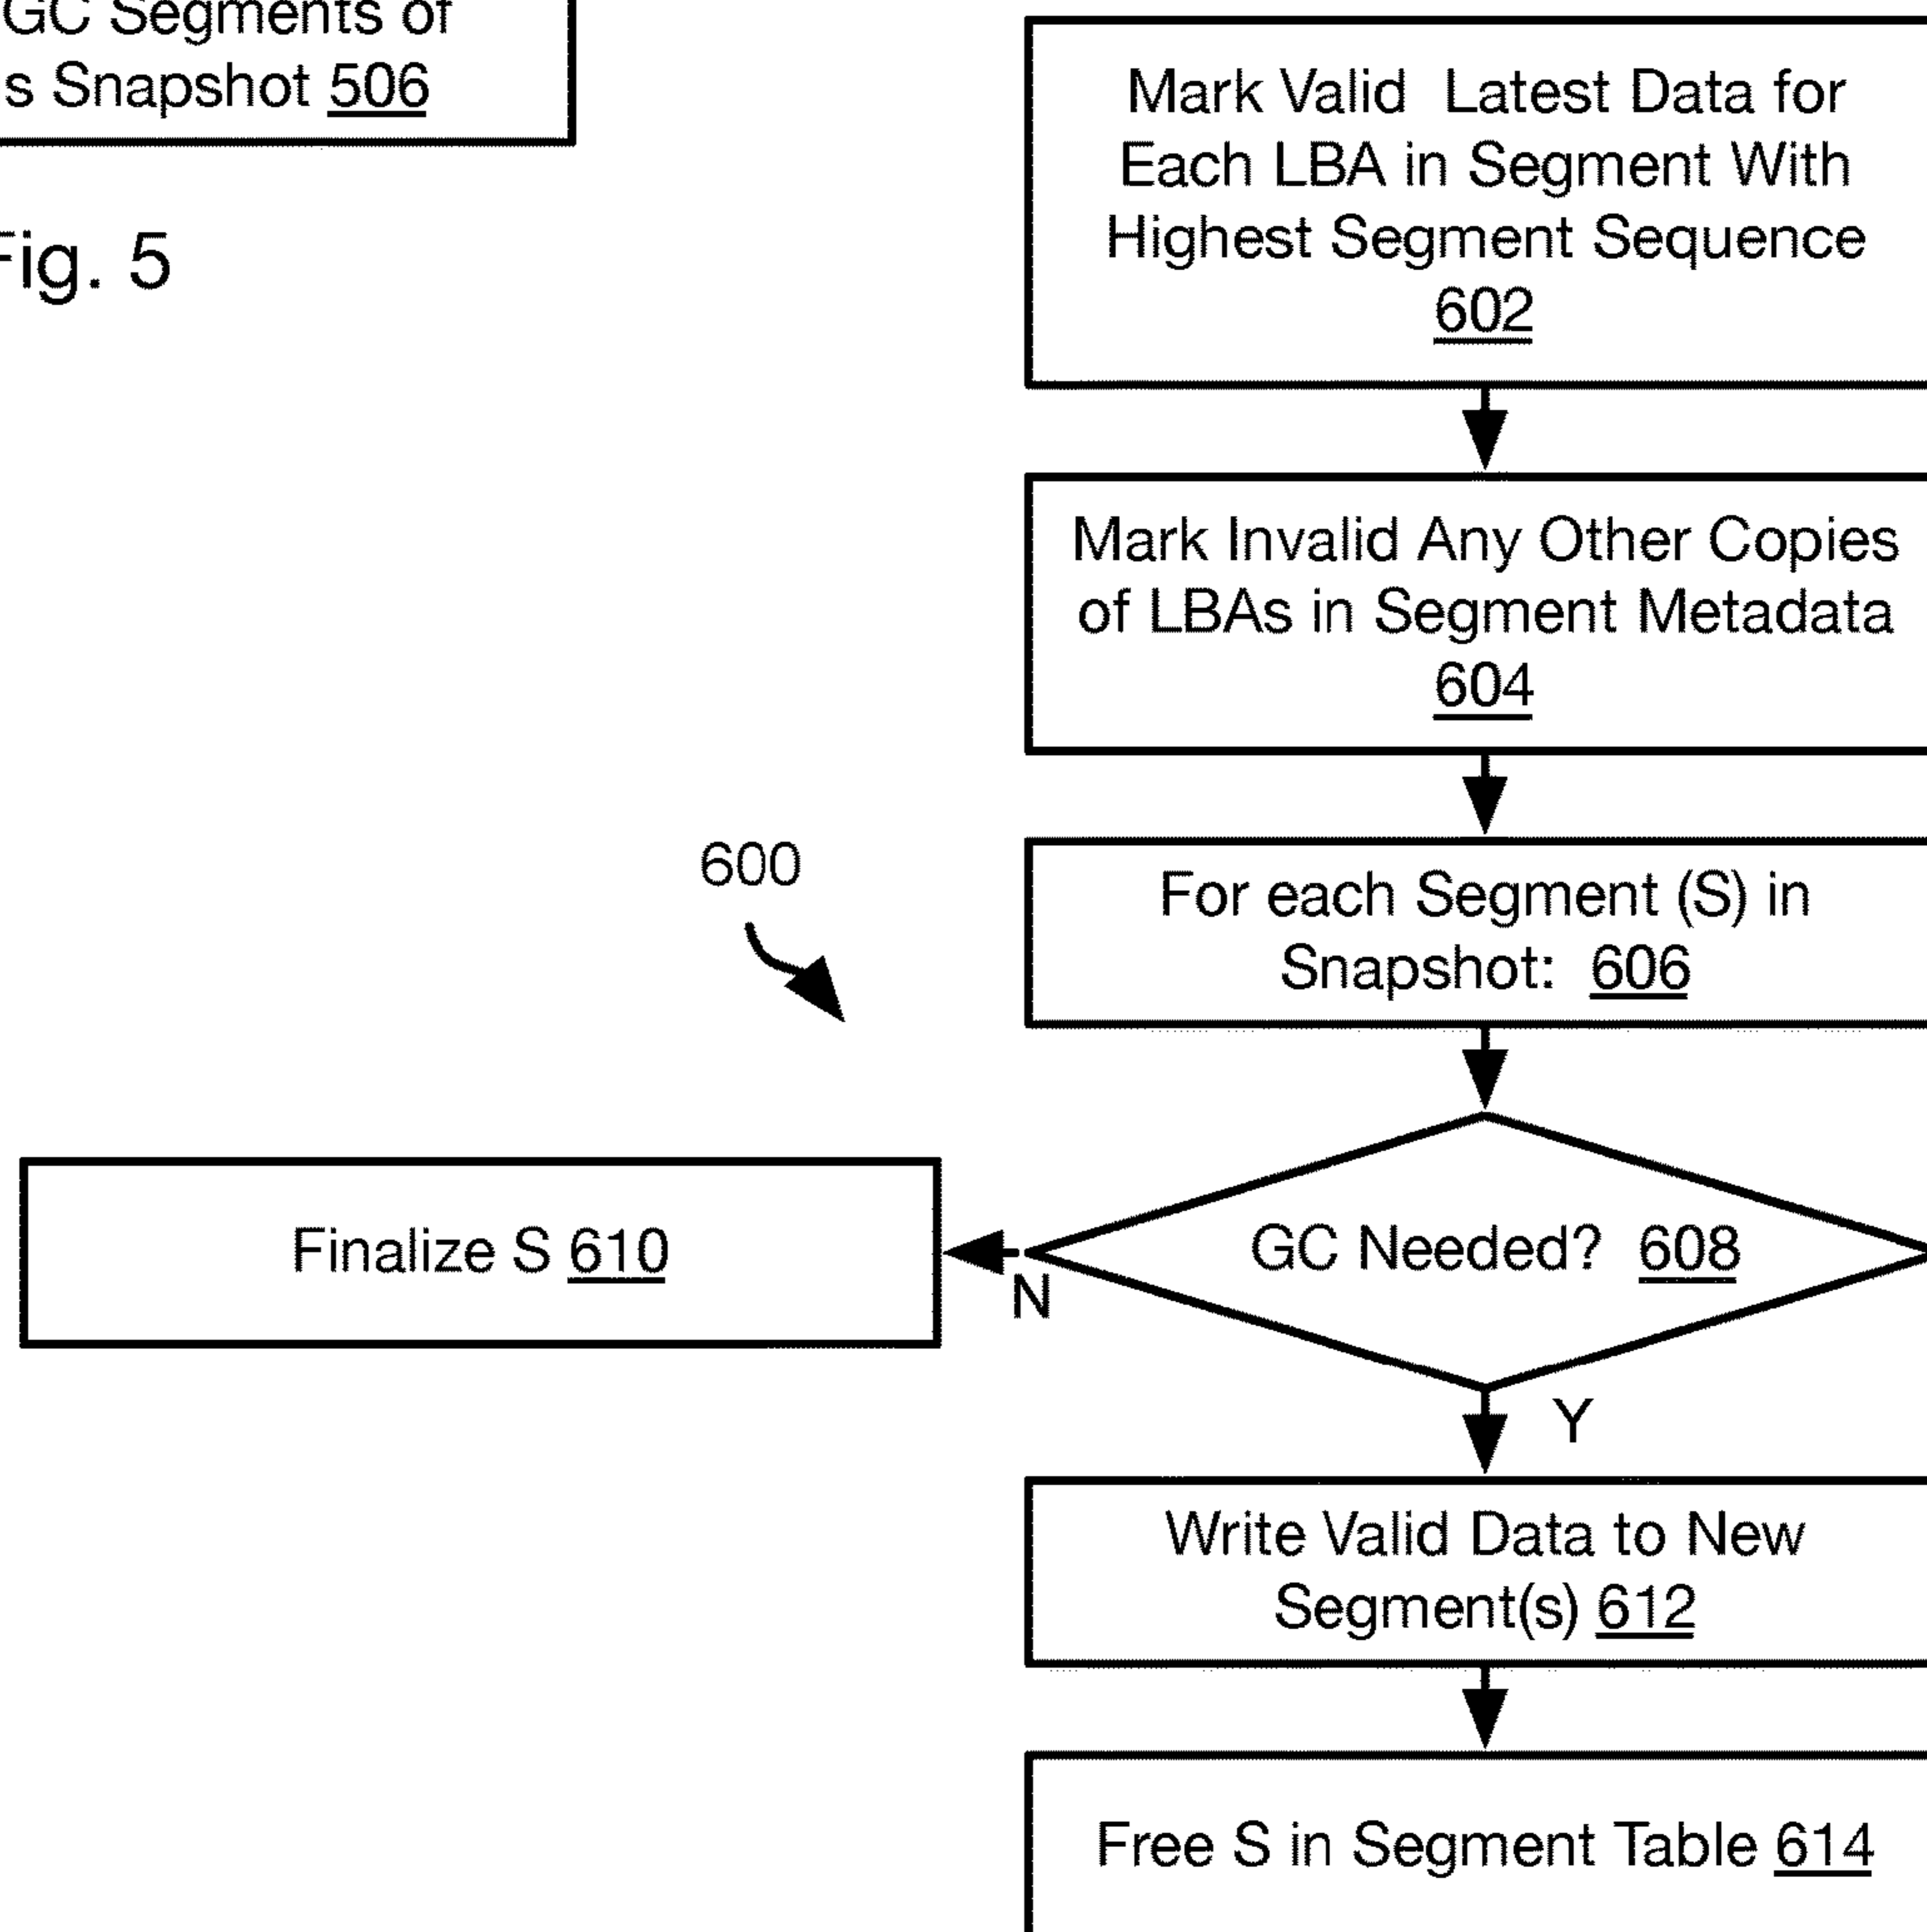 GC Segments of
s Snapshot 506
Fig. 5
Mark Valid Latest Data for
Each LBA in Segment With
Highest Segment Sequence
602
Mark Invalid Any Other Copies
of LBAs in Segment Metadata
604
600
For each Segment (S) in
Snapshot: 606
Finalize S 610
GC Needed? 608
N
Y
Write Valid Data to New
Segment(s) 612
Free S in Segment Table 614